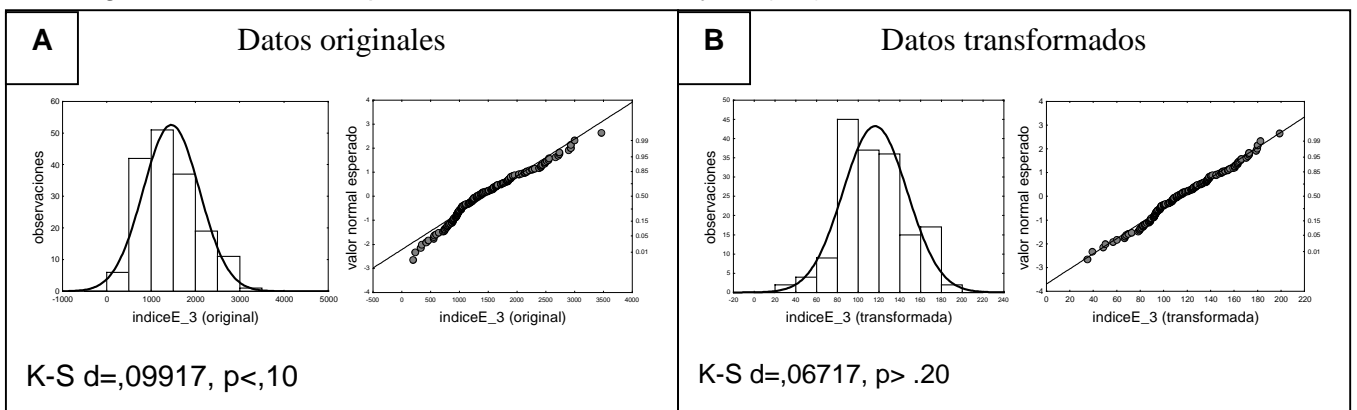 A
Datos originales
60
50
40
30
20
10
0
-1000 0 1000 2000 3000 4000 5000
observaciones
indiceE_3 (original)
4
3
2
1
0
-1
-2
-3
-4
-500 0 500 1000 1500 2000 2500 3000 3500 4000
0.99
0.95
0.85
0.50
0.15
0.05
0.01
valor normal esperado
indiceE_3 (original)
K-S d=,09917, p<,10
B
Datos transformados
50
45
40
35
30
25
20
15
10
5
0
-20 0 20 40 60 80 100 120 140 160 180 200 220 240
observaciones
indiceE_3 (transformada)
4
3
2
1
0
-1
-2
-3
-4
0 20 40 60 80 100 120 140 160 180 200 220
0.99
0.95
0.85
0.50
0.15
0.05
0.01
valor normal esperado
indiceE_3 (transformada)
K-S d=,06717, p> .20